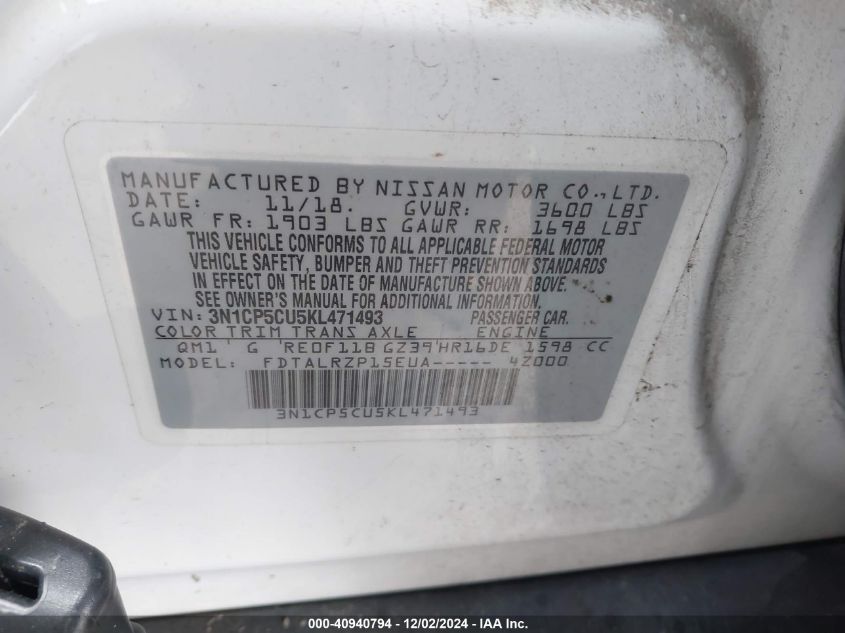 MANUFACTURED BY NISSAN MOTOR CO., LTD.
DATE: 11/18. GVWR: 3600 LBS
GAWR FR: 1903 LBS GAWR RR: 1698 LBS
THIS VEHICLE CONFORMS TO ALL APPLICABLE FEDERAL MOTOR
VEHICLE SAFETY, BUMPER AND THEFT PREVENTION STANDARDS
IN EFFECT ON THE DATE OF MANUFACTURE SHOWN ABOVE.
SEE OWNER'S MANUAL FOR ADDITIONAL INFORMATION.
VIN: 3N1CP5CU5KL471493 PASSENGER CAR.
COLOR TRIM TRANS AXLE ENGINE
QM1 ' G 'RE0F11B GZ39'HR16DE 1598 CC
MODEL: FDTALRZP15EUA----- 4Z000
3N1CP5CU5KL471493
000-40940794 - 12/02/2024 - IAA Inc.